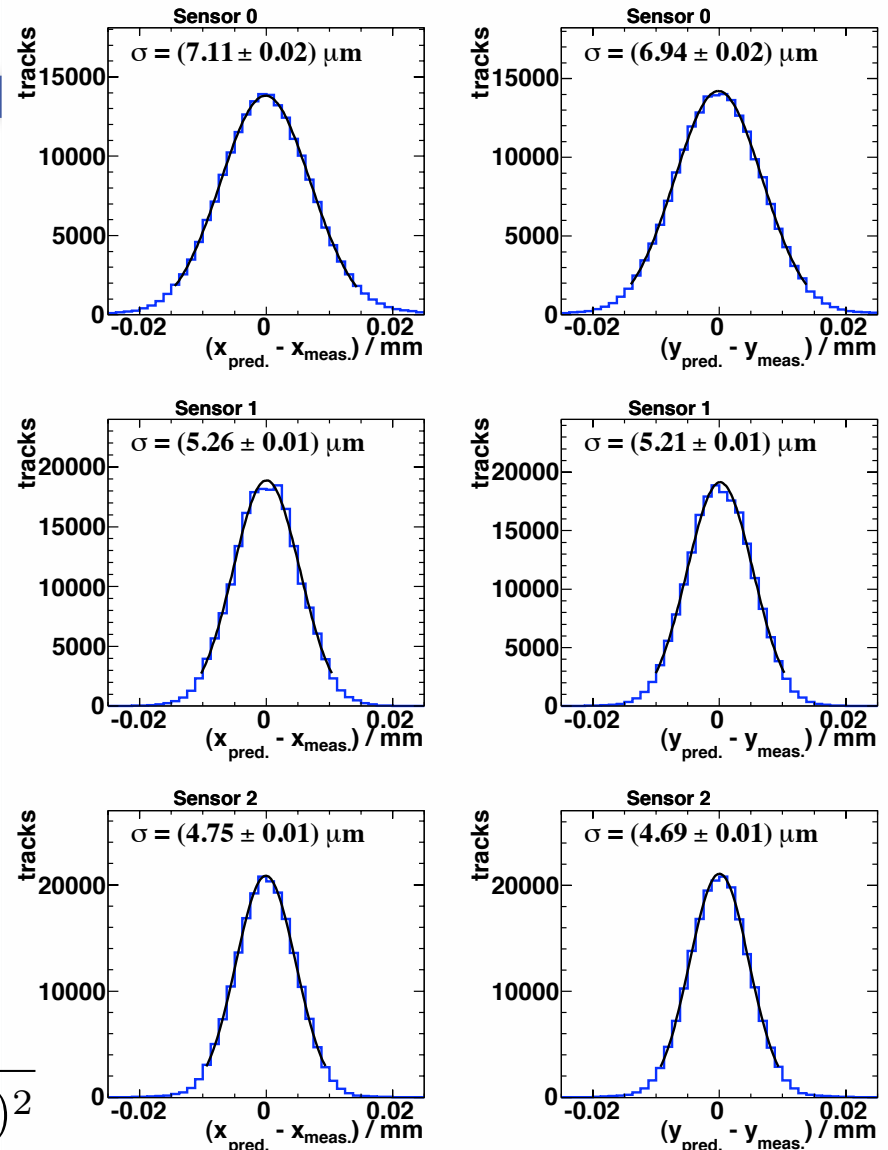 Sensor 0
σ = (7.11 ± 0.02) μm
tracks
15000
10000
5000
0
-0.02 0 0.02
(x_pred. - x_meas.) / mm
Sensor 0
σ = (6.94 ± 0.02) μm
tracks
15000
10000
5000
0
-0.02 0 0.02
(y_pred. - y_meas.) / mm
Sensor 1
σ = (5.26 ± 0.01) μm
tracks
20000
15000
10000
5000
0
-0.02 0 0.02
(x_pred. - x_meas.) / mm
Sensor 1
σ = (5.21 ± 0.01) μm
tracks
20000
15000
10000
5000
0
-0.02 0 0.02
(y_pred. - y_meas.) / mm
Sensor 2
σ = (4.75 ± 0.01) μm
tracks
20000
10000
0
-0.02 0 0.02
(x_pred. - x_meas.) / mm
Sensor 2
σ = (4.69 ± 0.01) μm
tracks
20000
10000
0
-0.02 0 0.02
(y_pred. - y_meas.) / mm
)²